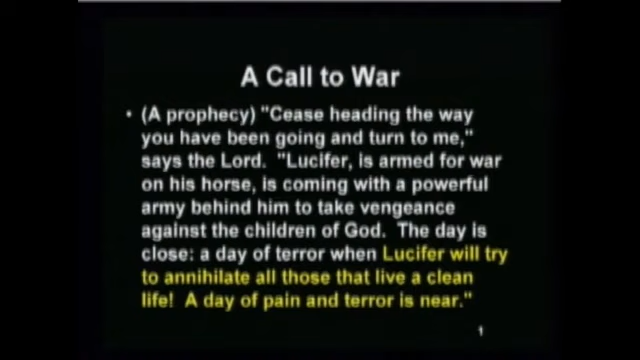 A Call to War
• (A prophecy) "Cease heading the way
you have been going and turn to me,"
says the Lord. "Lucifer, is armed for war
on his horse, is coming with a powerful
army behind him to take vengeance
against the children of God. The day is
close: a day of terror when Lucifer will try
to annihilate all those that live a clean
life! A day of pain and terror is near."
1